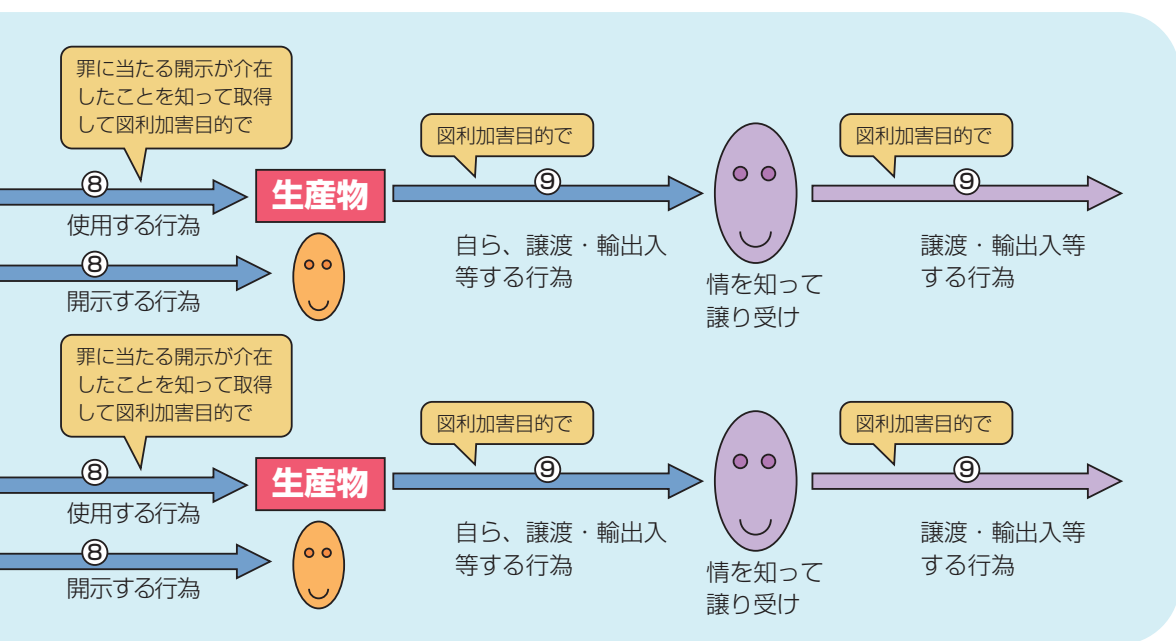 罪に当たる開示が介在
したことを知って取得
して図利加害目的で
⑧
使用する行為
生産物
図利加害目的で
⑨
自ら、譲渡・輸出入
等する行為
情を知って
譲り受け
図利加害目的で
⑨
譲渡・輸出入等
する行為
⑧
開示する行為
罪に当たる開示が介在
したことを知って取得
して図利加害目的で
⑧
使用する行為
生産物
図利加害目的で
⑨
自ら、譲渡・輸出入
等する行為
情を知って
譲り受け
図利加害目的で
⑨
譲渡・輸出入等
する行為
⑧
開示する行為